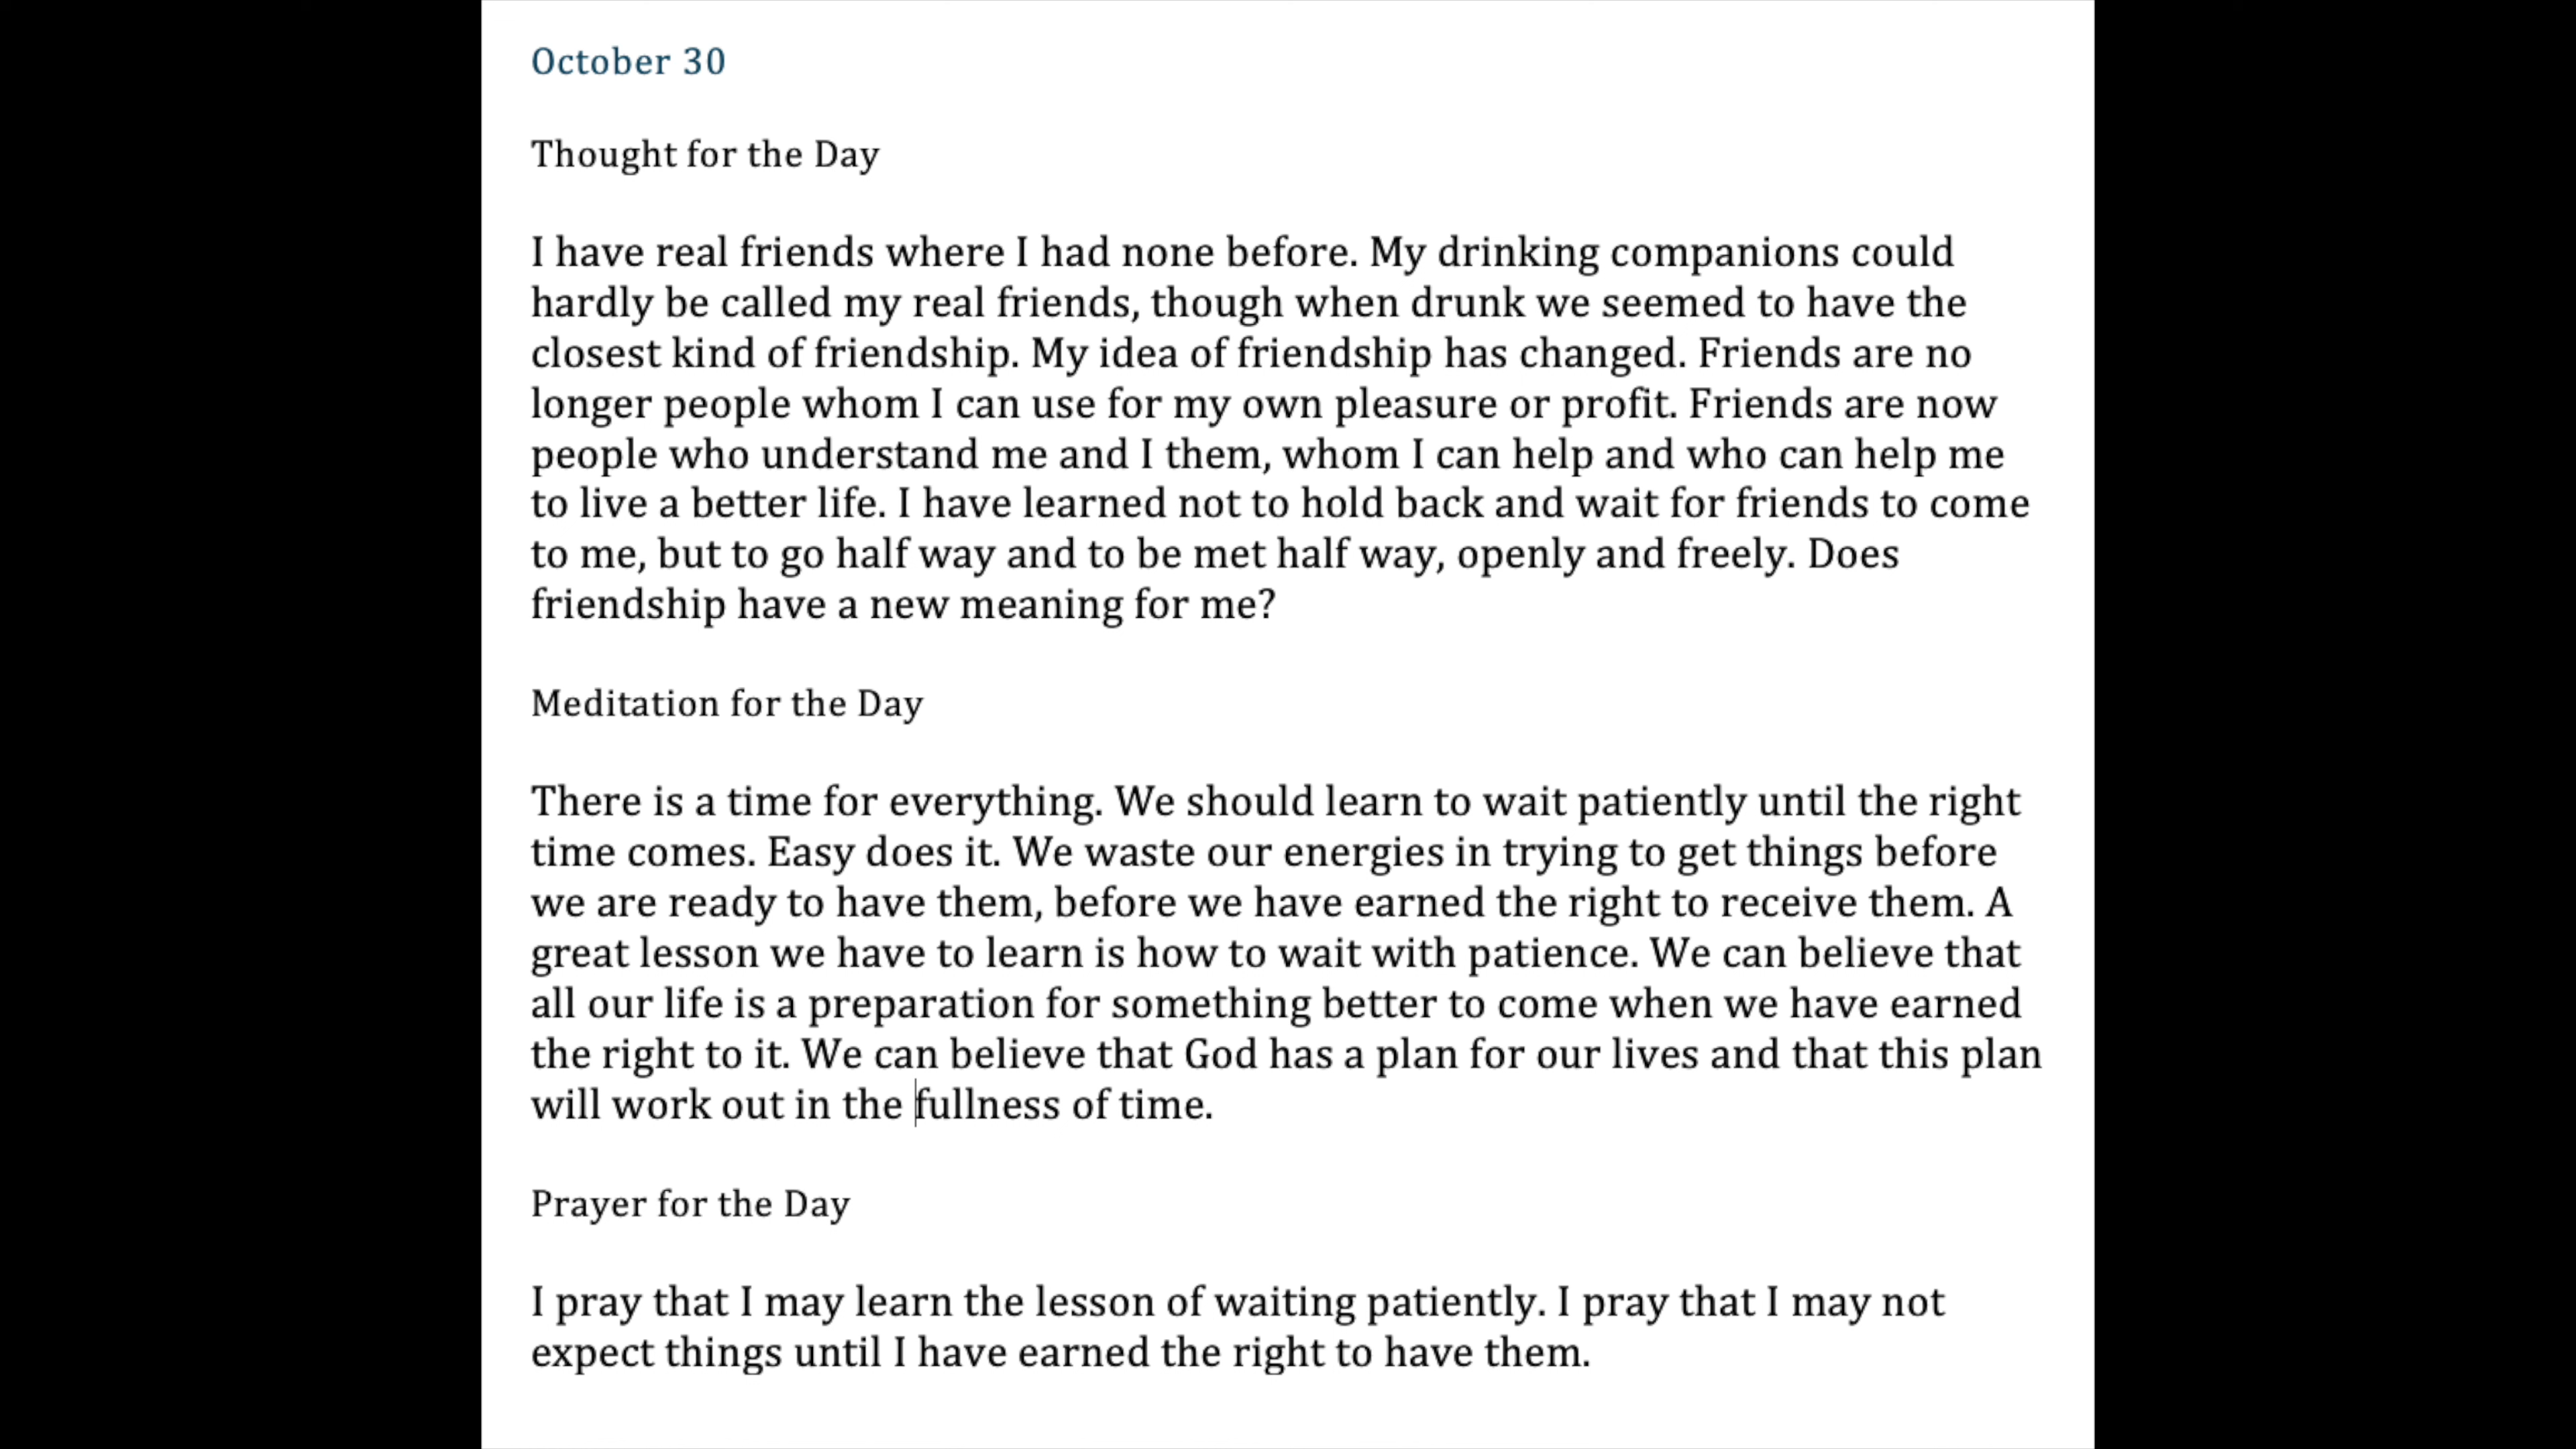 October 30
Thought for the Day
I have real friends where I had none before. My drinking companions could
hardly be called my real friends, though when drunk we seemed to have the
closest kind of friendship. My idea of friendship has changed. Friends are no
longer people whom I can use for my own pleasure or profit. Friends are now
people who understand me and I them, whom I can help and who can help me
to live a better life. I have learned not to hold back and wait for friends to come
to me, but to go half way and to be met half way, openly and freely. Does
friendship have a new meaning for me?
Meditation for the Day
There is a time for everything. We should learn to wait patiently until the right
time comes. Easy does it. We waste our energies in trying to get things before
we are ready to have them, before we have earned the right to receive them. A
great lesson we have to learn is how to wait with patience. We can believe that
all our life is a preparation for something better to come when we have earned
the right to it. We can believe that God has a plan for our lives and that this plan
will work out in the fullness of time.
Prayer for the Day
I pray that I may learn the lesson of waiting patiently. I pray that I may not
expect things until I have earned the right to have them.